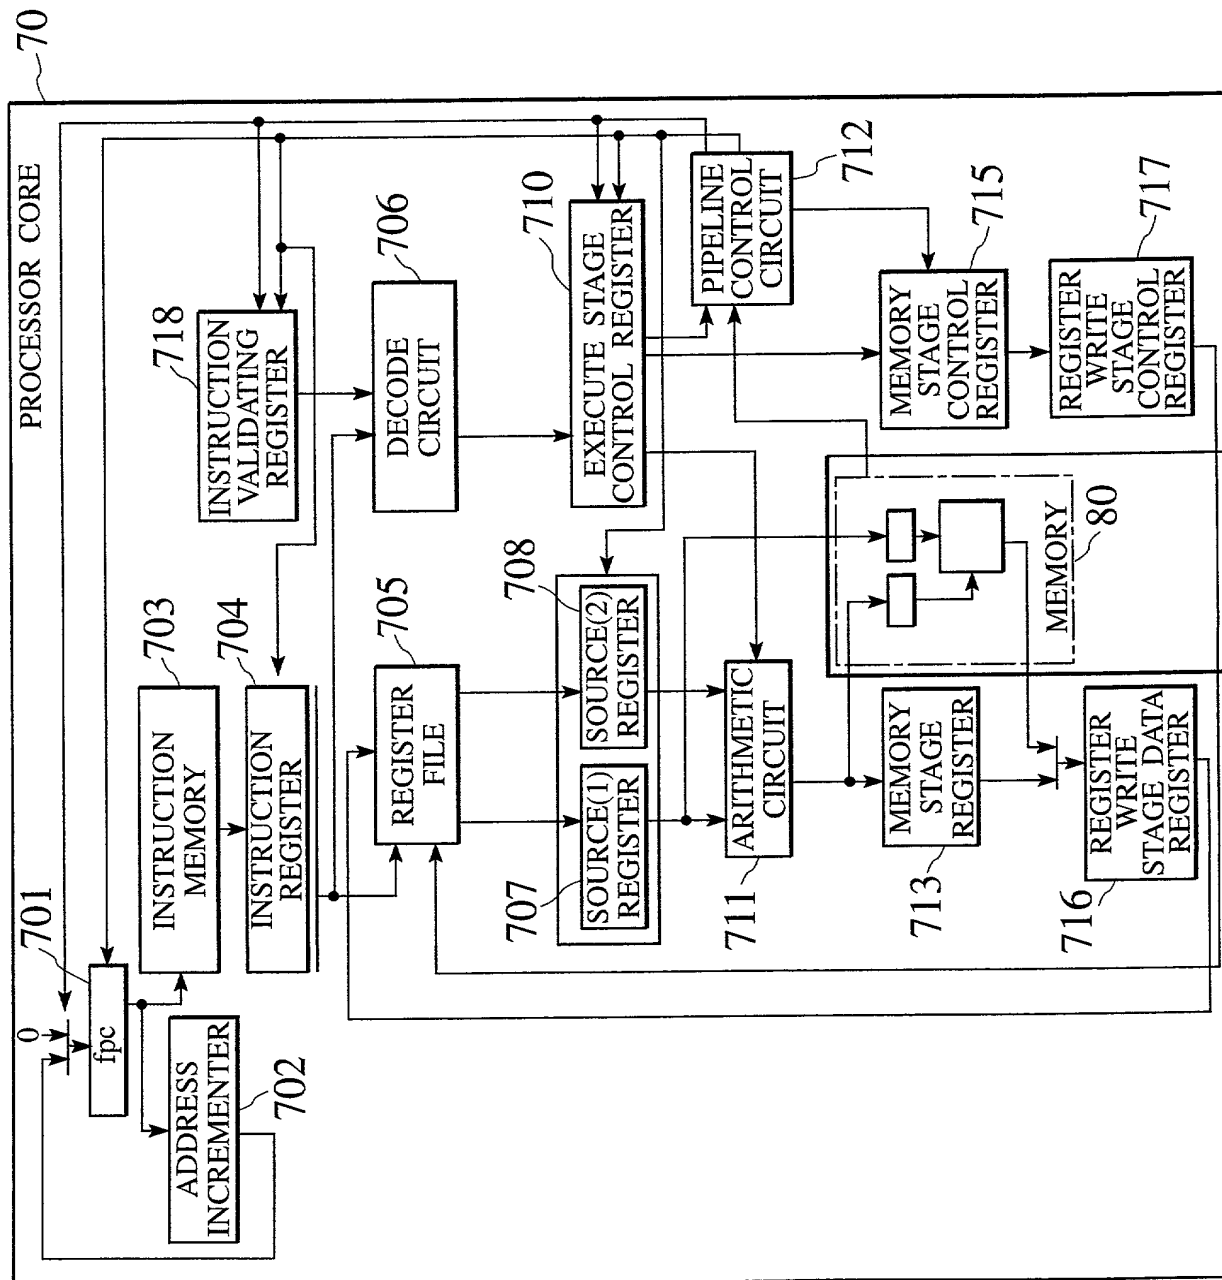 PROCESSOR CORE
70
0
fpc
701
ADDRESS
INCREMENTER
702
INSTRUCTION
MEMORY
703
INSTRUCTION
REGISTER
704
INSTRUCTION
VALIDATING
REGISTER
718
REGISTER
FILE
705
DECODE
CIRCUIT
706
SOURCE(1)
REGISTER
707
SOURCE(2)
REGISTER
708
EXECUTE STAGE
CONTROL REGISTER
710
ARITHMETIC
CIRCUIT
711
PIPELINE
CONTROL
CIRCUIT
712
MEMORY
STAGE
REGISTER
713
MEMORY
80
MEMORY
STAGE
CONTROL
REGISTER
715
REGISTER
WRITE
STAGE DATA
REGISTER
716
REGISTER
WRITE
STAGE
CONTROL
REGISTER
717